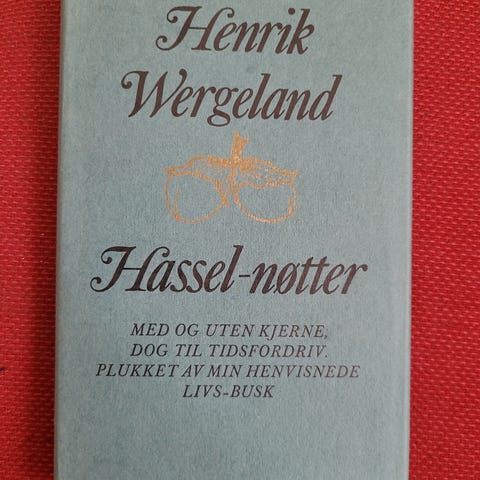 Henrik
Wergeland
Hassel-nøtter
MED OG UTEN KJERNE,
DOG TIL TIDSFORDRIV.
PLUKKET AV MIN HENVISNEDE
LIVS-BUSK